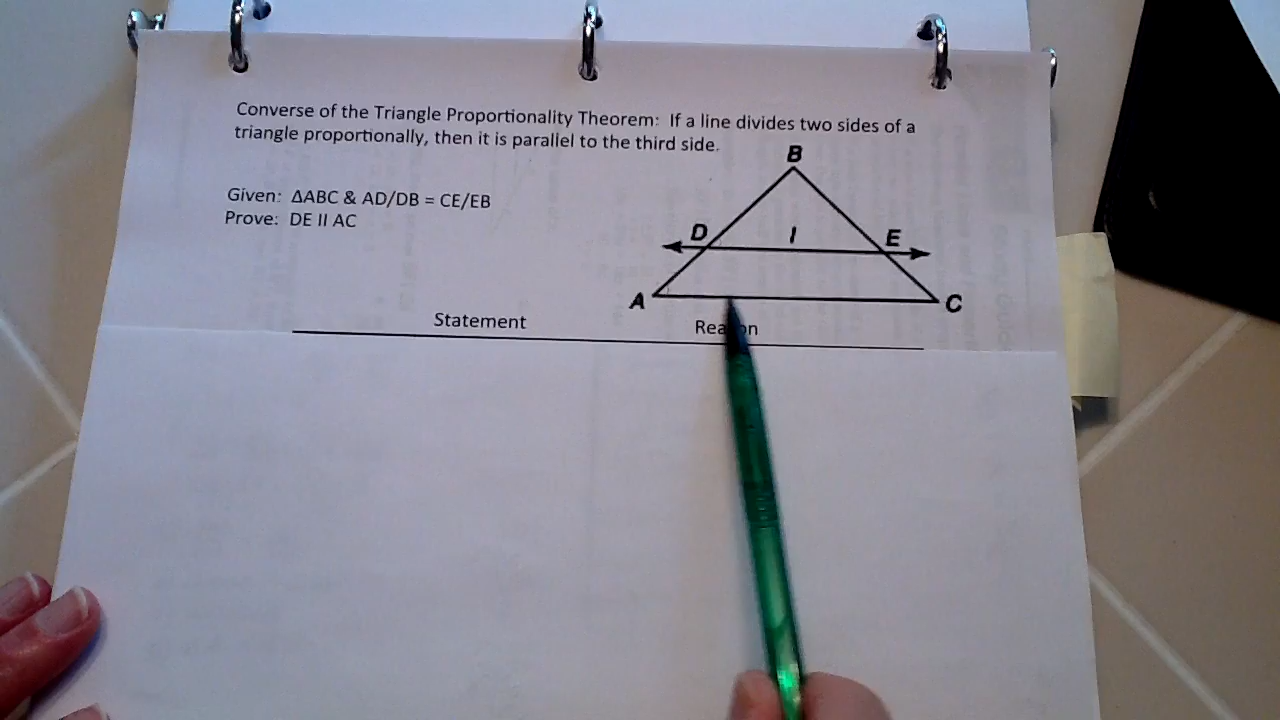 Converse of the Triangle Proportionality Theorem: If a line divides two sides of a
triangle proportionally, then it is parallel to the third side.
B
Given: ΔABC & AD/DB = CE/EB
Prove: DE II AC
D l E
A C
Statement Reason